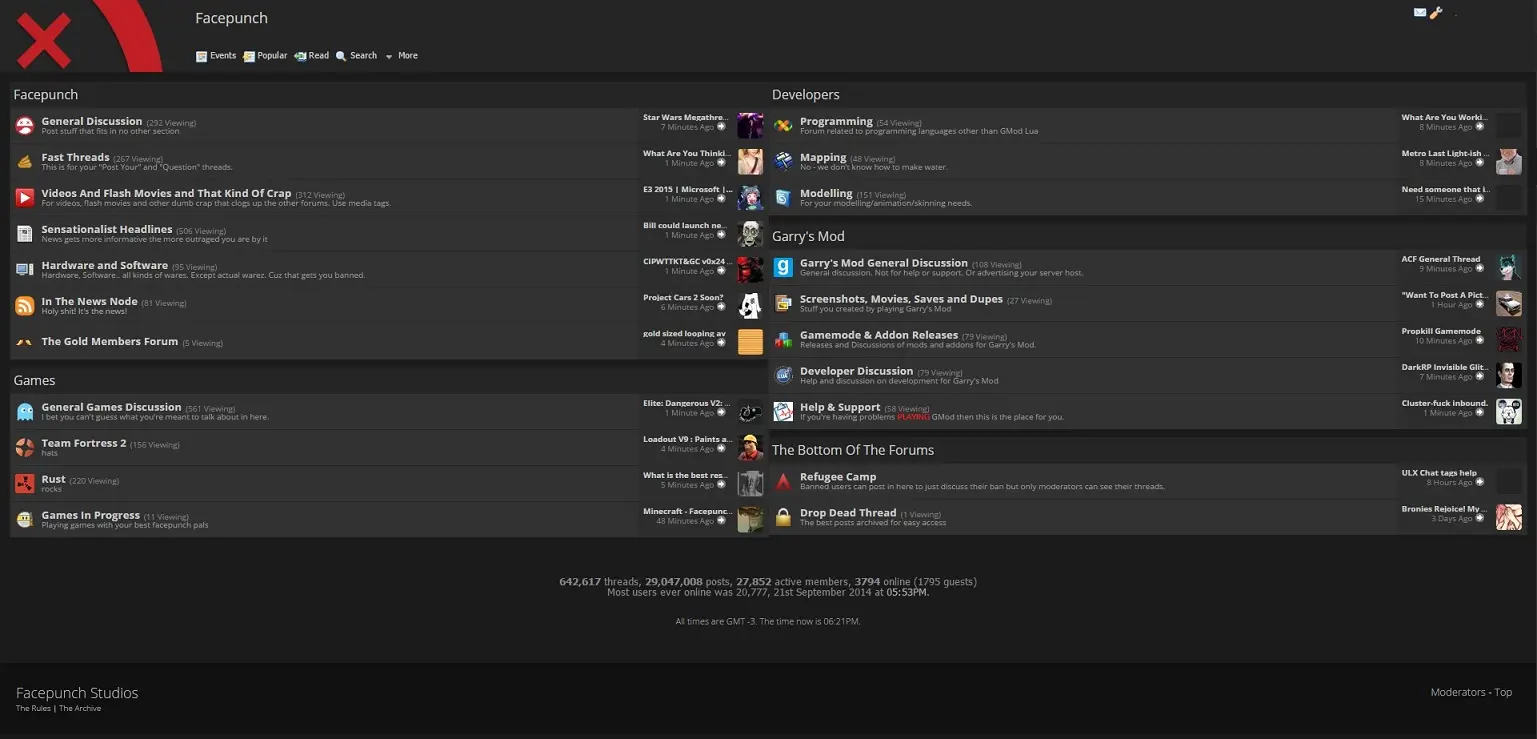 Facepunch
Events Popular Read Search More
Facepunch
General Discussion (292 Viewing)
Post stuff that fits in no other section.
Star Wars Megathre...
7 Minutes Ago
Fast Threads (267 Viewing)
This is for your "Post Your" and "Question" threads.
What Are You Thinki...
1 Minute Ago
Videos And Flash Movies and That Kind Of Crap (312 Viewing)
For videos, flash movies and other dumb crap that clogs up the other forums. Use media tags.
E3 2015 | Microsoft |...
1 Minute Ago
Sensationalist Headlines (506 Viewing)
News gets more informative the more outraged you are by it
Bill could launch ne...
1 Minute Ago
Hardware and Software (95 Viewing)
Hardware, Software.. all kinds of wares. Except actual warez. Cuz that gets you banned.
CiPWTTKT&GC v0x24 ...
1 Minute Ago
In The News Node (81 Viewing)
Holy shit! It's the news!
Project Cars 2 Soon?
6 Minutes Ago
The Gold Members Forum (5 Viewing)
gold sized looping av
4 Minutes Ago
Games
General Games Discussion (561 Viewing)
I bet you can't guess what you're meant to talk about in here.
Elite: Dangerous V2: ...
1 Minute Ago
Team Fortress 2 (156 Viewing)
hats
Loadout V9 : Paints a...
4 Minutes Ago
Rust (220 Viewing)
rocks
What is the best res...
5 Minutes Ago
Games In Progress (11 Viewing)
Playing games with your best facepunch pals
Minecraft - Facepunc...
48 Minutes Ago
Developers
Programming (54 Viewing)
Forum related to programming languages other than GMod Lua
What Are You Worki...
8 Minutes Ago
Mapping (48 Viewing)
No - we don't know how to make water.
Metro Last Light-ish ...
8 Minutes Ago
Modelling (151 Viewing)
For your modelling/animation/skinning needs.
Need someone that i...
15 Minutes Ago
Garry's Mod
Garry's Mod General Discussion (108 Viewing)
General discussion. Not for help or support. Or advertising your server host.
ACF General Thread
9 Minutes Ago
Screenshots, Movies, Saves and Dupes (27 Viewing)
Stuff you created by playing Garry's Mod
"Want To Post A Pict...
1 Hour Ago
Gamemode & Addon Releases (79 Viewing)
Releases and Discussions of mods and addons for Garry's Mod.
Propkill Gamemode
10 Minutes Ago
Developer Discussion (79 Viewing)
Help and discussion on development for Garry's Mod
DarkRP Invisible Glit...
7 Minutes Ago
Help & Support (58 Viewing)
If you're having problems PLAYING GMod then this is the place for you.
Cluster-fuck inbound.
1 Minute Ago
The Bottom Of The Forums
Refugee Camp
Banned users can post in here to just discuss their ban but only moderators can see their threads.
ULX Chat tags help
8 Hours Ago
Drop Dead Thread (1 Viewing)
The best posts archived for easy access
Bronies Rejoice! My ...
3 Days Ago
642,617 threads, 29,047,008 posts, 27,852 active members, 3794 online (1795 guests)
Most users ever online was 20,777, 21st September 2014 at 05:53PM.
All times are GMT -3. The time now is 06:21PM.
Facepunch Studios
The Rules | The Archive
Moderators - Top